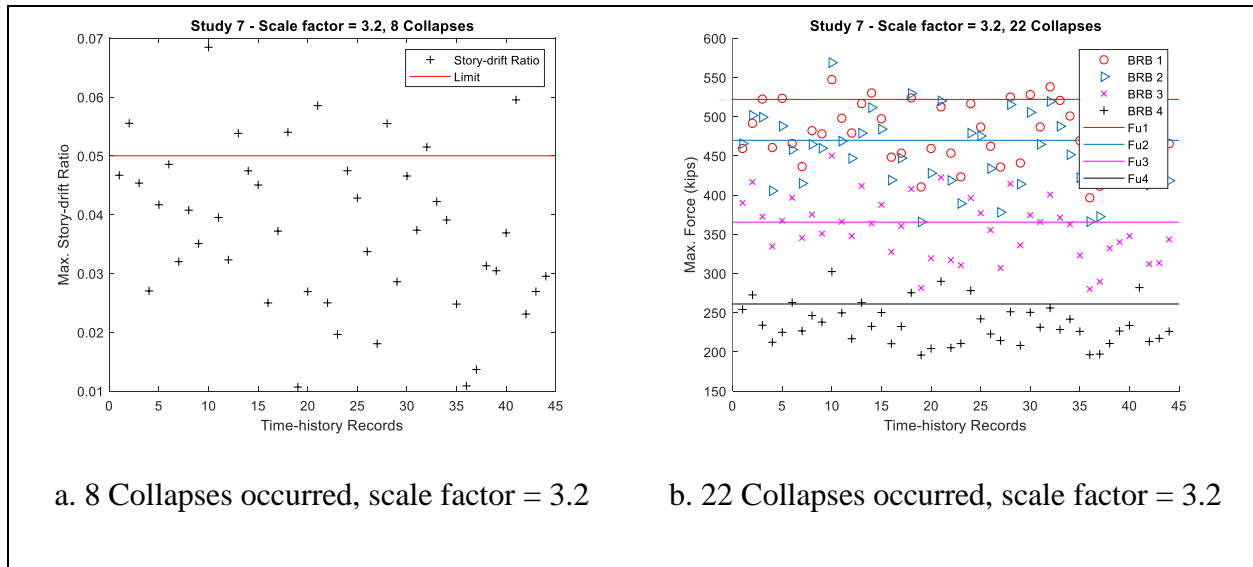 Study 7 - Scale factor = 3.2, 8 Collapses
0.07
0.06
0.05
0.04
0.03
0.02
0.01
Max. Story-drift Ratio
Story-drift Ratio
Limit
0 5 10 15 20 25 30 35 40 45
Time-history Records
a. 8 Collapses occurred, scale factor = 3.2
Study 7 - Scale factor = 3.2, 22 Collapses
600
550
500
450
400
350
300
250
200
150
Max. Force (kips)
BRB 1
BRB 2
BRB 3
BRB 4
Fu1
Fu2
Fu3
Fu4
0 5 10 15 20 25 30 35 40 45
Time-history Records
b. 22 Collapses occurred, scale factor = 3.2